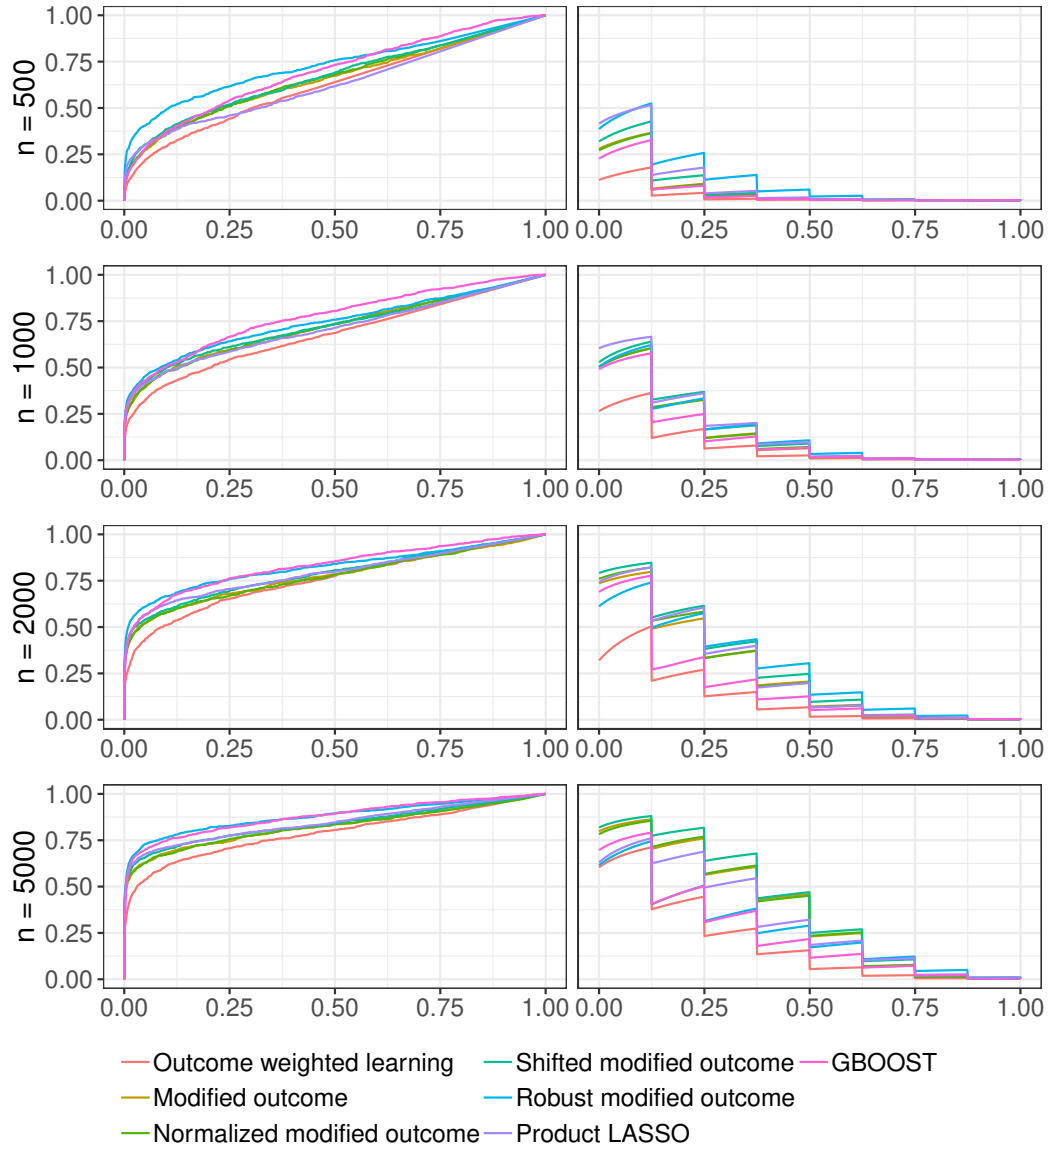 1.00
0.75
0.50
0.25
0.00
n = 500
0.00 0.25 0.50 0.75 1.00 0.00 0.25 0.50 0.75 1.00
1.00
0.75
0.50
0.25
0.00
n = 1000
0.00 0.25 0.50 0.75 1.00 0.00 0.25 0.50 0.75 1.00
1.00
0.75
0.50
0.25
0.00
n = 2000
0.00 0.25 0.50 0.75 1.00 0.00 0.25 0.50 0.75 1.00
1.00
0.75
0.50
0.25
0.00
n = 5000
0.00 0.25 0.50 0.75 1.00 0.00 0.25 0.50 0.75 1.00
Outcome weighted learning Shifted modified outcome GBOOST
Modified outcome Robust modified outcome
Normalized modified outcome Product LASSO